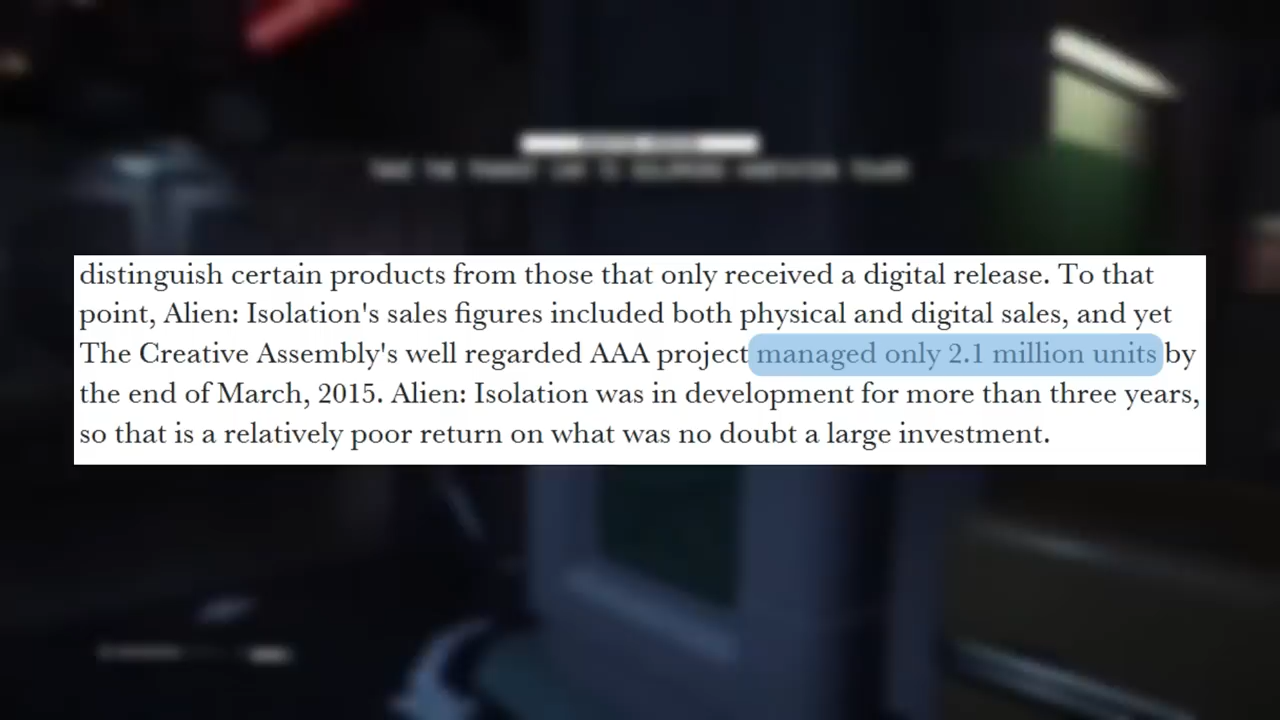 distinguish certain products from those that only received a digital release. To that
point, Alien: Isolation's sales figures included both physical and digital sales, and yet
The Creative Assembly's well regarded AAA project managed only 2.1 million units by
the end of March, 2015. Alien: Isolation was in development for more than three years,
so that is a relatively poor return on what was no doubt a large investment.